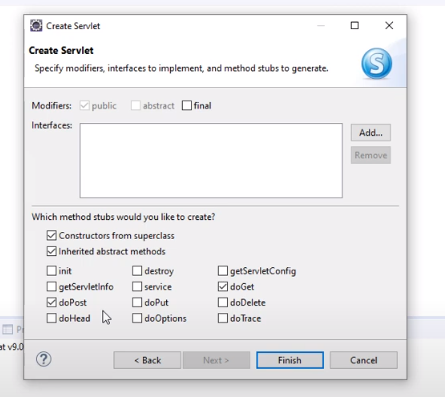 Create Servlet
Create Servlet
Specify modifiers, interfaces to implement, and method stubs to generate.
S
Modifiers: public abstract final
Interfaces:
Add...
Remove
Which method stubs would you like to create?
Constructors from superclass
Inherited abstract methods
init destroy getServletConfig
getServletInfo service doGet
doPost doPut doDelete
doHead doOptions doTrace
at v9.0
? < Back Next > Finish Cancel